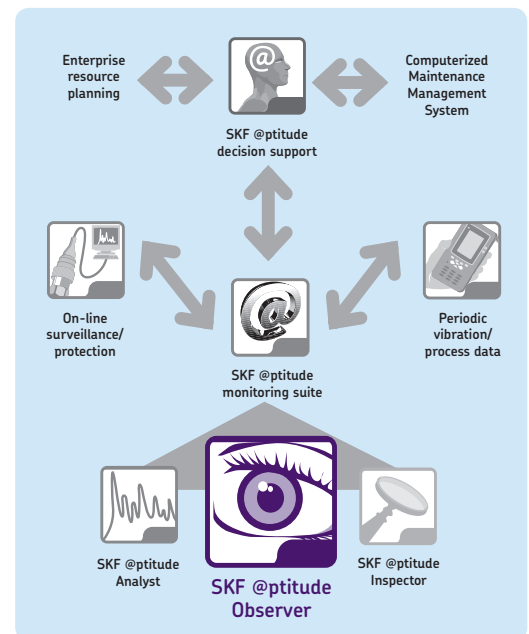 Enterprise
resource
planning
@
Computerized
Maintenance
Management
System
SKF @ptitude
decision support
On-line
surveillance/
protection
@
Periodic
vibration/
process data
SKF @ptitude
monitoring suite
SKF @ptitude
Analyst
SKF @ptitude
Observer
SKF @ptitude
Inspector